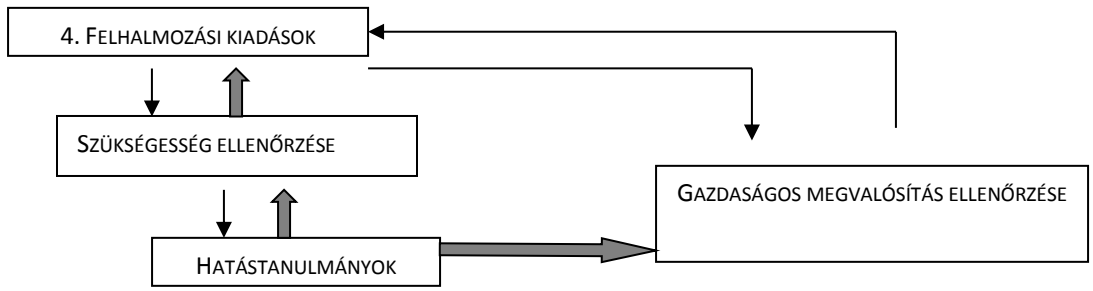 4. Felhalmozási kiadások
Szükségesség ellenőrzése
Gazdaságos megvalósítás ellenőrzése
Hatástanulmányok